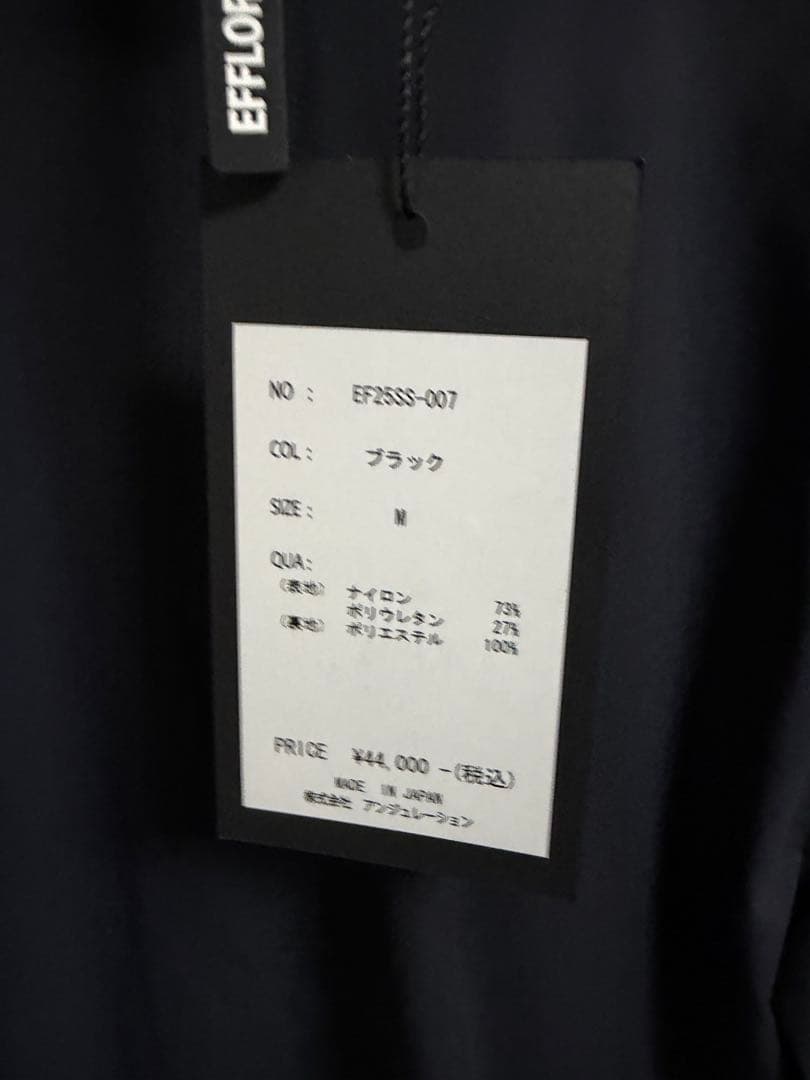 EFFLOR
NO : EF25SS-007
COL : ブラック
SIZE : M
QUA :
(表地) ナイロン 73%
ポリウレタン 27%
(裏地) ポリエステル 100%
PRICE ¥44,000 -(税込)
MADE IN JAPAN
株式会社 アンジュレーション